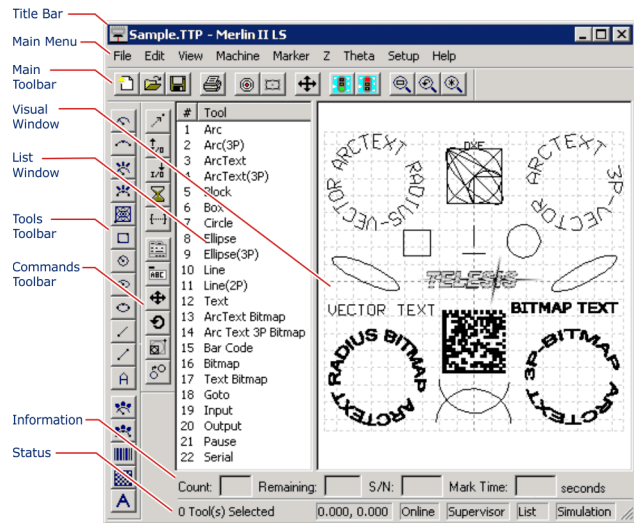 Title Bar
Sample.TTP - Merlin II LS
Main Menu
File Edit View Machine Marker Z Theta Setup Help
Main
Toolbar
Visual
Window
List
Window
Tools
Toolbar
Commands
Toolbar
Information
Status
# Tool
1 Arc
2 Arc(3P)
3 ArcText
4 ArcText(3P)
5 Block
6 Box
7 Circle
8 Ellipse
9 Ellipse(3P)
10 Line
11 Line(2P)
12 Text
13 ArcText Bitmap
14 Arc Text 3P Bitmap
15 Bar Code
16 Bitmap
17 Text Bitmap
18 Goto
19 Input
20 Output
21 Pause
22 Serial
ABC
A
A
VECTOR ARCTEXT RADIUS-
DXF
3P-VECTOR ARCTEXT
TELESIS
VECTOR TEXT
BITMAP TEXT
RADIUS BITMAP ARCTEXT
3P-BITMAP ARCTEXT
Count: Remaining: S/N: Mark Time: seconds
0 Tool(s) Selected 0.000, 0.000 Online Supervisor List Simulation